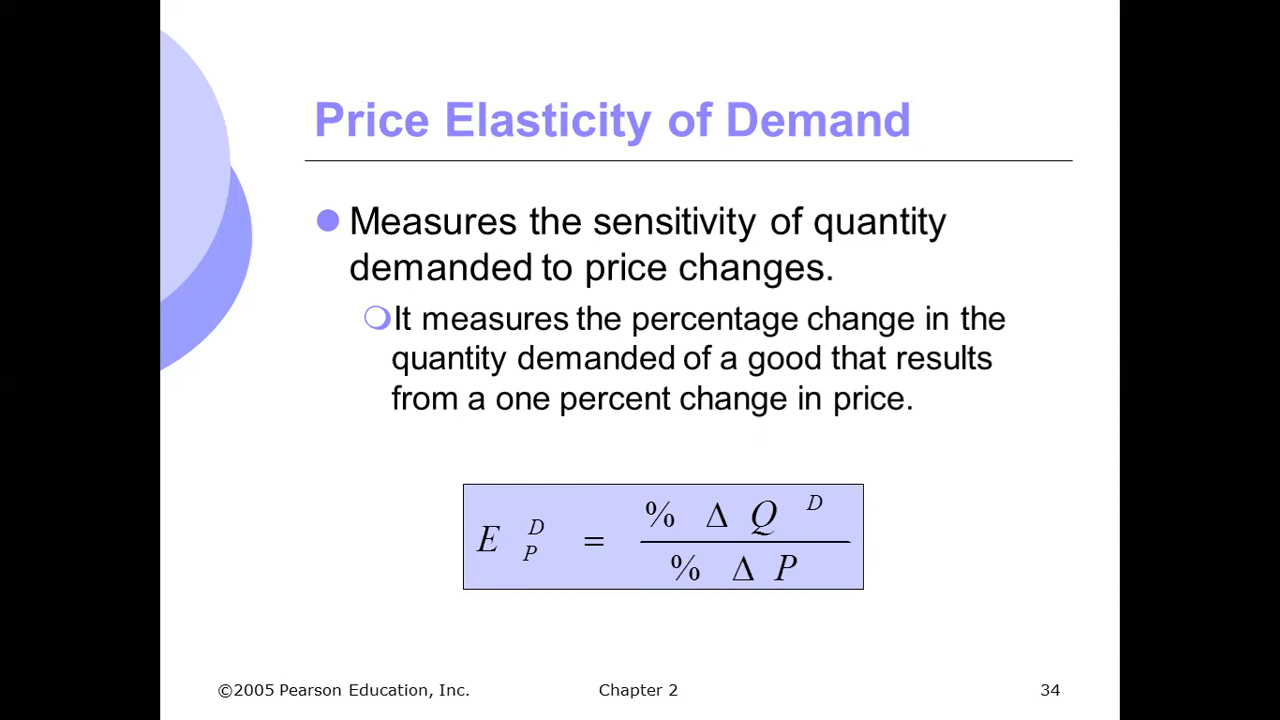 Price Elasticity of Demand
Measures the sensitivity of quantity
demanded to price changes.
It measures the percentage change in the
quantity demanded of a good that results
from a one percent change in price.
E D P = % Δ Q D
% Δ P
©2005 Pearson Education, Inc. Chapter 2 34